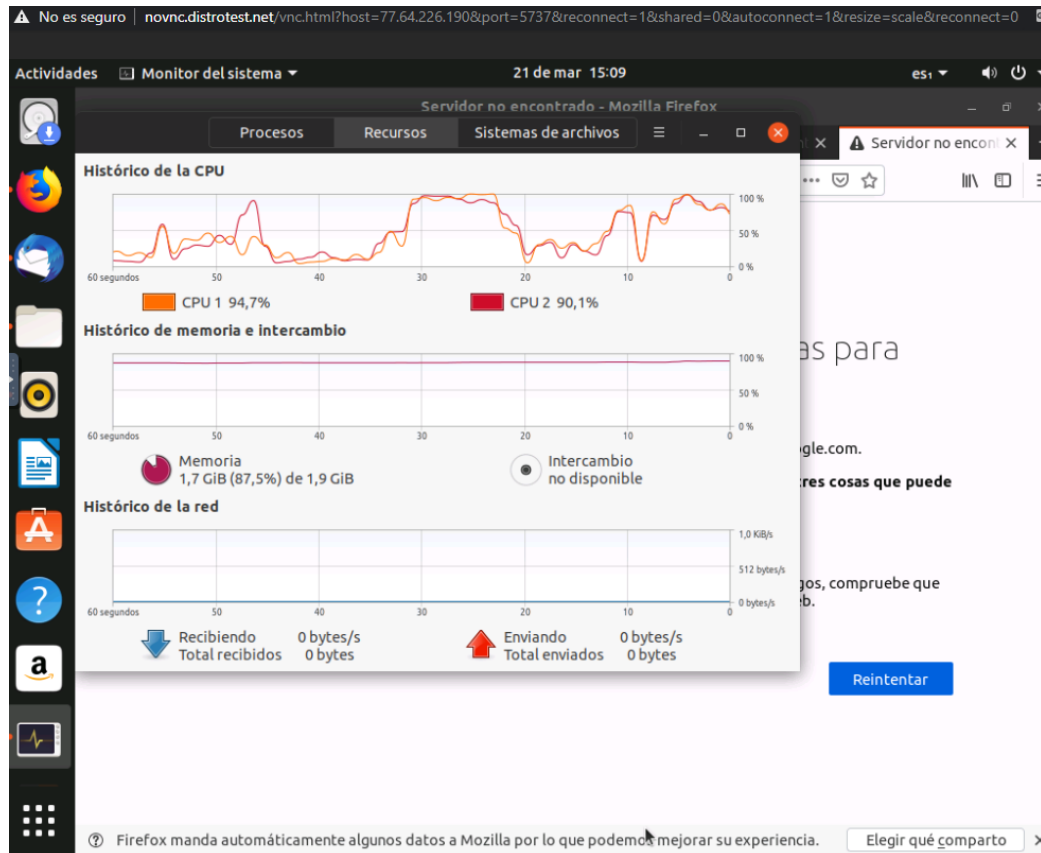 No es seguro | novnc.distrotest.net/vnc.html?host=77.64.226.190&port=5737&reconnect=1&shared=0&autoconnect=1&resize=scale&reconnect=0
Actividades Monitor del sistema 21 de mar 15:09 es₁
Servidor no encontrado - Mozilla Firefox
Procesos Recursos Sistemas de archivos
Servidor no encont
Histórico de la CPU
100 %
50 %
0 %
60 segundos 50 40 30 20 10 0
CPU 1 94,7% CPU 2 90,1%
Histórico de memoria e intercambio
100 %
50 %
0 %
60 segundos 50 40 30 20 10 0
Memoria
1,7 GiB (87,5%) de 1,9 GiB
Intercambio
no disponible
Histórico de la red
1,0 KiB/s
512 bytes/s
0 bytes/s
60 segundos 50 40 30 20 10 0
Recibiendo 0 bytes/s
Total recibidos 0 bytes
Enviando 0 bytes/s
Total enviados 0 bytes
as para
gle.com.
tres cosas que puede
gos, compruebe que
eb.
Reintentar
a
Firefox manda automáticamente algunos datos a Mozilla por lo que podemos mejorar su experiencia. Elegir qué comparto